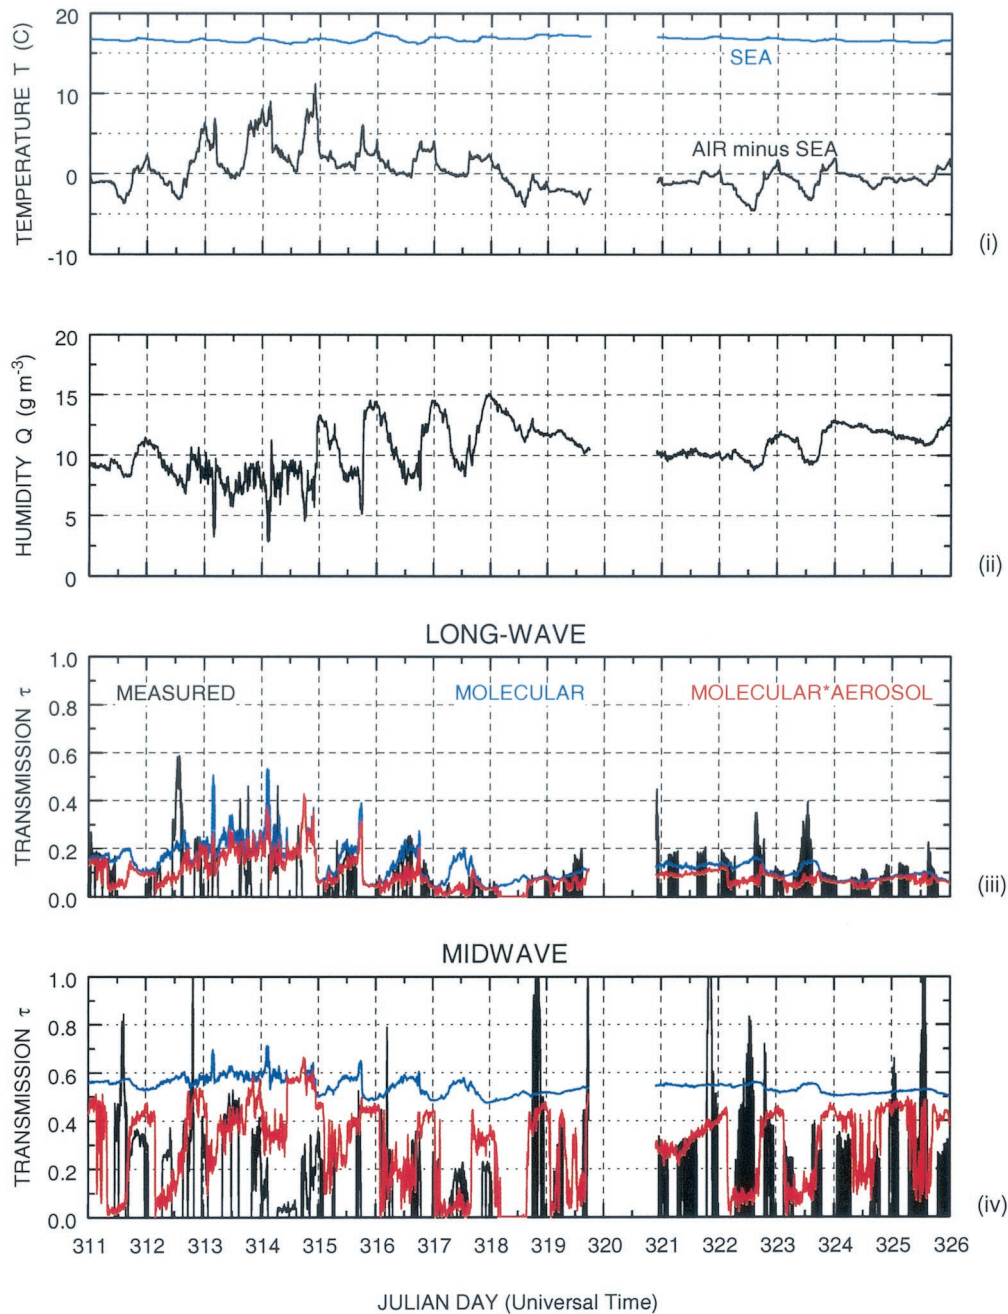 TEMPERATURE T (C)
20
10
0
-10
SEA
AIR minus SEA
(i)
HUMIDITY Q (g m-3)
20
15
10
5
0
(ii)
LONG-WAVE
TRANSMISSION τ
1.0
0.8
0.6
0.4
0.2
0.0
MEASURED
MOLECULAR
MOLECULAR*AEROSOL
(iii)
MIDWAVE
TRANSMISSION τ
1.0
0.8
0.6
0.4
0.2
0.0
(iv)
311 312 313 314 315 316 317 318 319 320 321 322 323 324 325 326
JULIAN DAY (Universal Time)